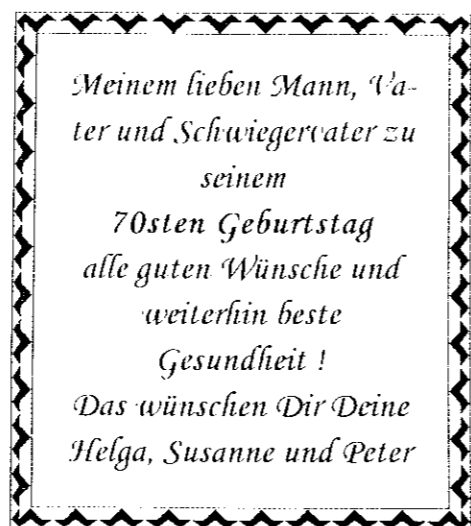 Meinem lieben Mann, Va-
ter und Schwiegervater zu
seinem
70sten Geburtstag
alle guten Wünsche und
weiterhin beste
Gesundheit !
Das wünschen Dir Deine
Helga, Susanne und Peter